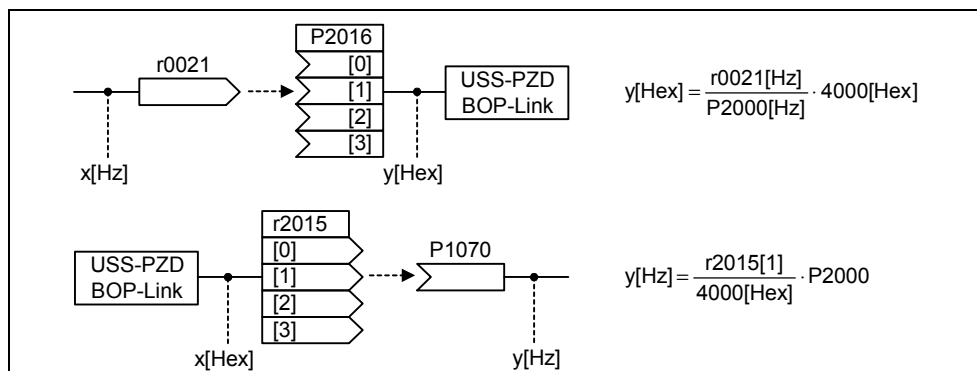 P2016
r0021
[0]
[1]
[2]
[3]
USS-PZD
BOP-Link
y[Hex] = r0021[Hz] / P2000[Hz] · 4000[Hex]
x[Hz]
y[Hex]
r2015
[0]
[1]
[2]
[3]
P1070
USS-PZD
BOP-Link
y[Hz] = r2015[1] / 4000[Hex] · P2000
x[Hex]
y[Hz]